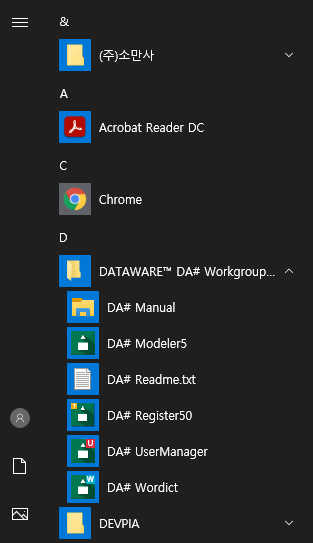 &
(주)소만사
A
Acrobat Reader DC
C
Chrome
D
DATAWARE™ DA# Workgroup...
DA# Manual
DA# Modeler5
DA# Readme.txt
DA# Register50
DA# UserManager
DA# Wordict
DEVPIA